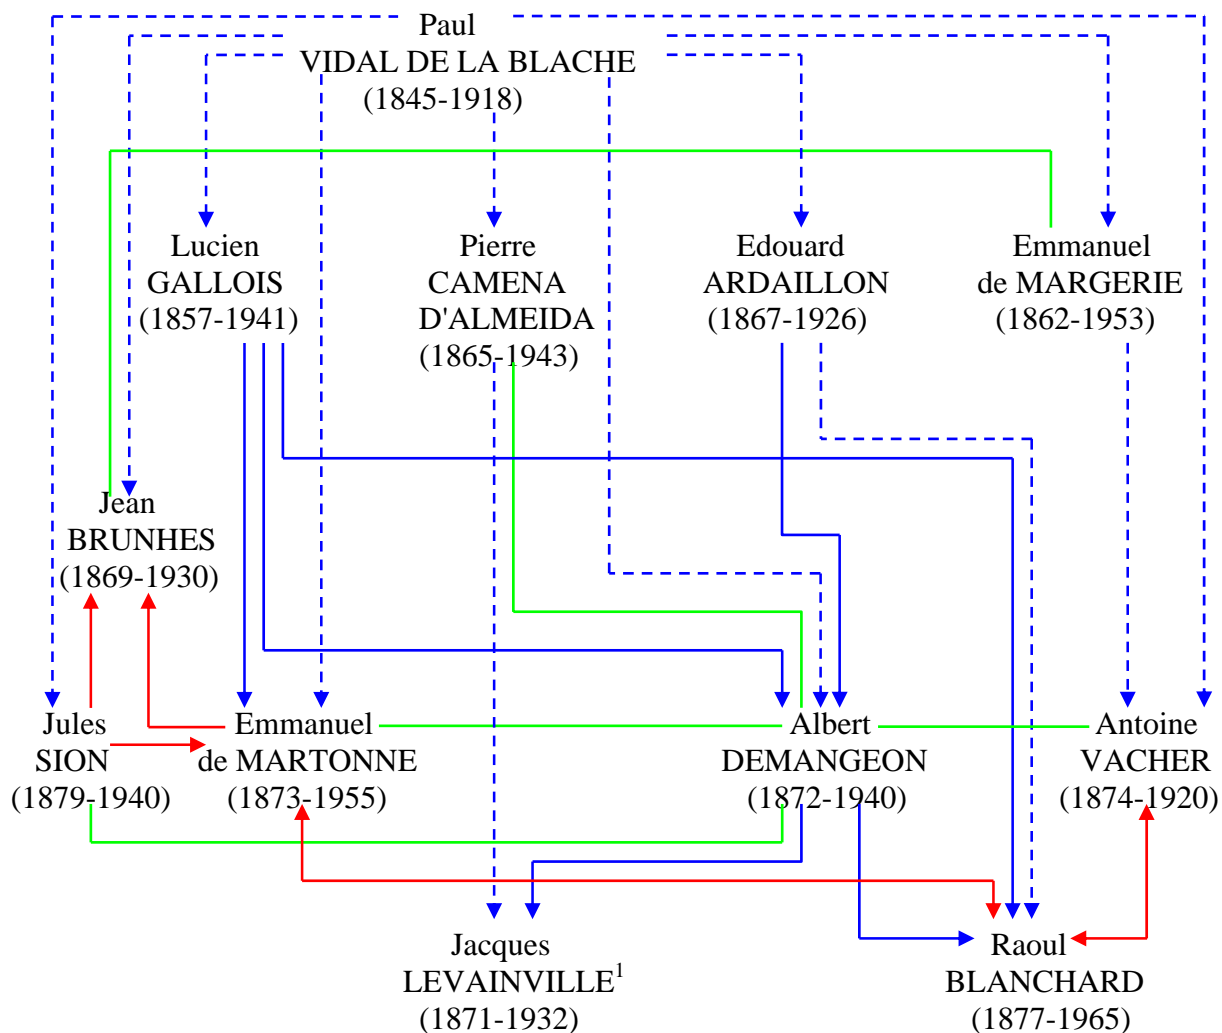 Paul
VIDAL DE LA BLACHE
(1845-1918)
Lucien
GALLOIS
(1857-1941)
Pierre
CAMENA
D'ALMEIDA
(1865-1943)
Edouard
ARDAILLON
(1867-1926)
Emmanuel
de MARGERIE
(1862-1953)
Jean
BRUNHES
(1869-1930)
Jules
SION
(1879-1940)
Emmanuel
de MARTONNE
(1873-1955)
Albert
DEMANGEON
(1872-1940)
Antoine
VACHER
(1874-1920)
Jacques
LEVAINVILLE¹
(1871-1932)
Raoul
BLANCHARD
(1877-1965)